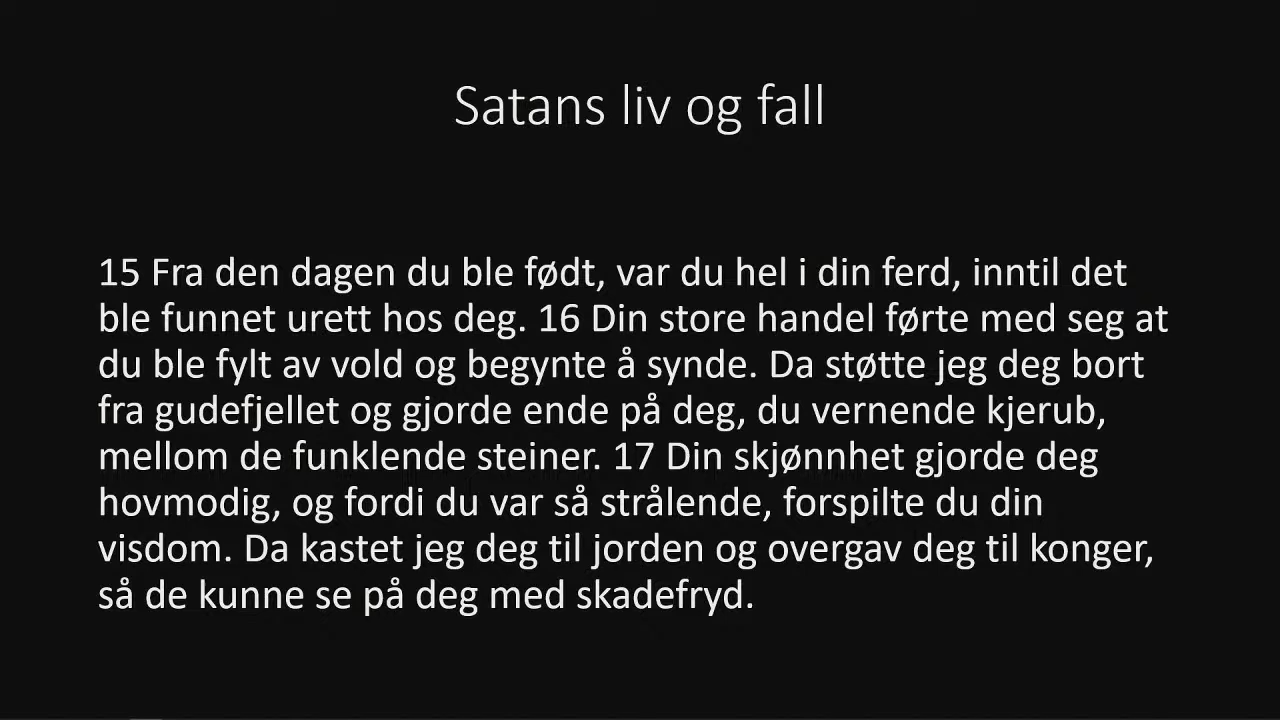 Satans liv og fall
15 Fra den dagen du ble født, var du hel i din ferd, inntil det
ble funnet urett hos deg. 16 Din store handel førte med seg at
du ble fylt av vold og begynte å synde. Da støtte jeg deg bort
fra gudefjellet og gjorde ende på deg, du vernende kjerub,
mellom de funklende steiner. 17 Din skjønnhet gjorde deg
hovmodig, og fordi du var så strålende, forspilte du din
visdom. Da kastet jeg deg til jorden og overgav deg til konger,
så de kunne se på deg med skadefryd.